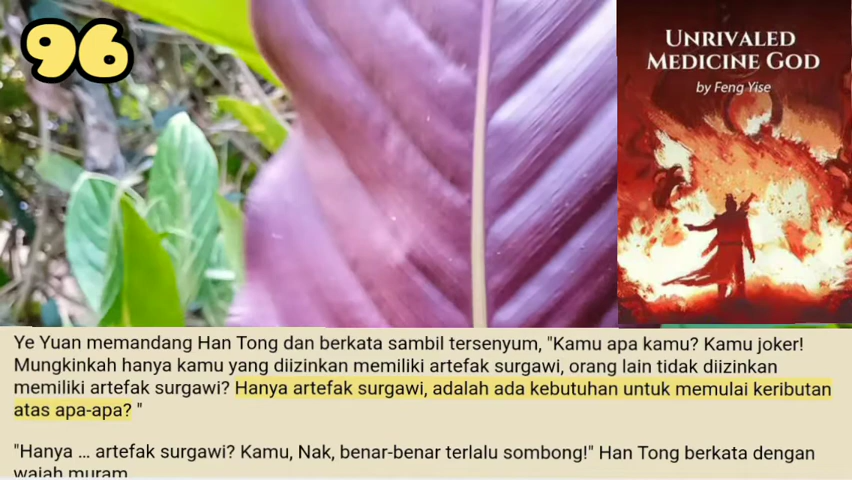 96
UNRIVALED
MEDICINE GOD
by Feng Yise
Ye Yuan memandang Han Tong dan berkata sambil tersenyum, "Kamu apa kamu? Kamu joker!
Mungkinkah hanya kamu yang diizinkan memiliki artefak surgawi, orang lain tidak diizinkan
memiliki artefak surgawi? Hanya artefak surgawi, adalah ada kebutuhan untuk memulai keributan
atas apa-apa? "
"Hanya ... artefak surgawi? Kamu, Nak, benar-benar terlalu sombong!" Han Tong berkata dengan
wajah muram.